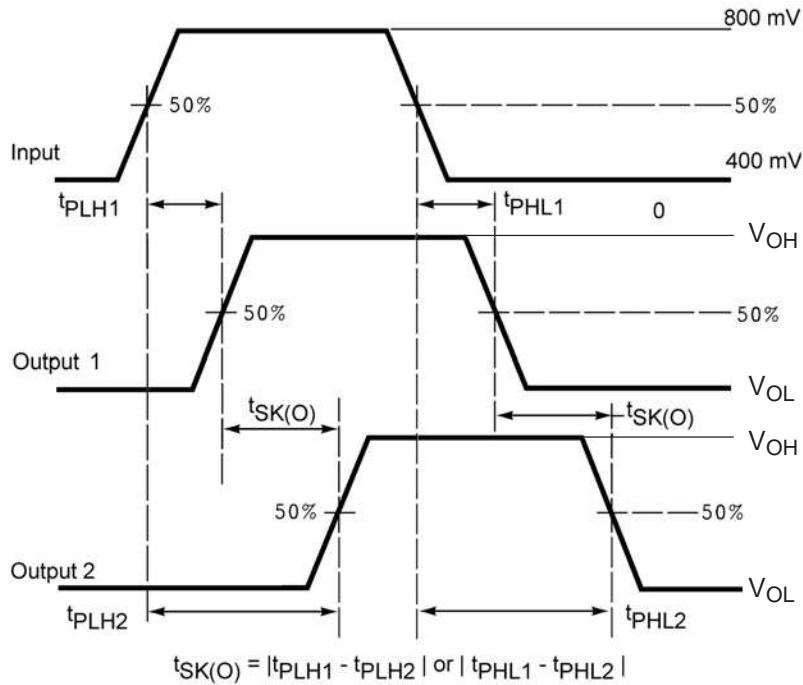 800 mV
50%
50%
Input
400 mV
tPLH1
tPHL1
0
VOH
50%
50%
Output 1
VOL
tSK(O)
tSK(O)
VOH
50%
50%
Output 2
VOL
tPLH2
tPHL2
tSK(O) = |tPLH1 - tPLH2 | or | tPHL1 - tPHL2 |